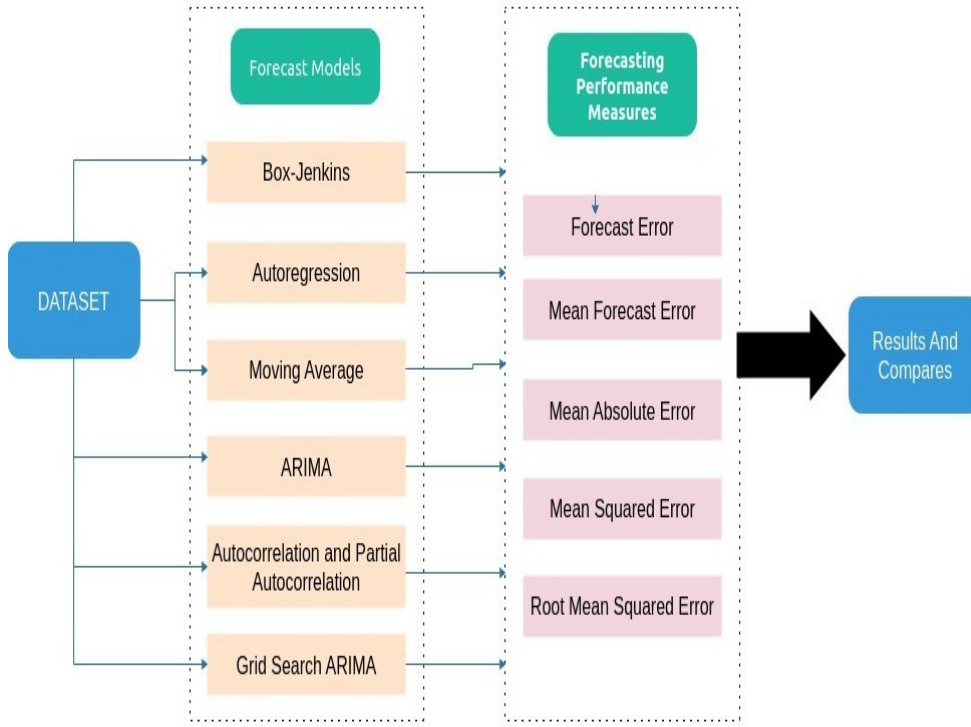 Forecast Models
Forecasting
Performance
Measures
Box-Jenkins
Forecast Error
Autoregression
DATASET
Mean Forecast Error
Results And
Compares
Moving Average
Mean Absolute Error
ARIMA
Mean Squared Error
Autocorrelation and Partial
Autocorrelation
Root Mean Squared Error
Grid Search ARIMA